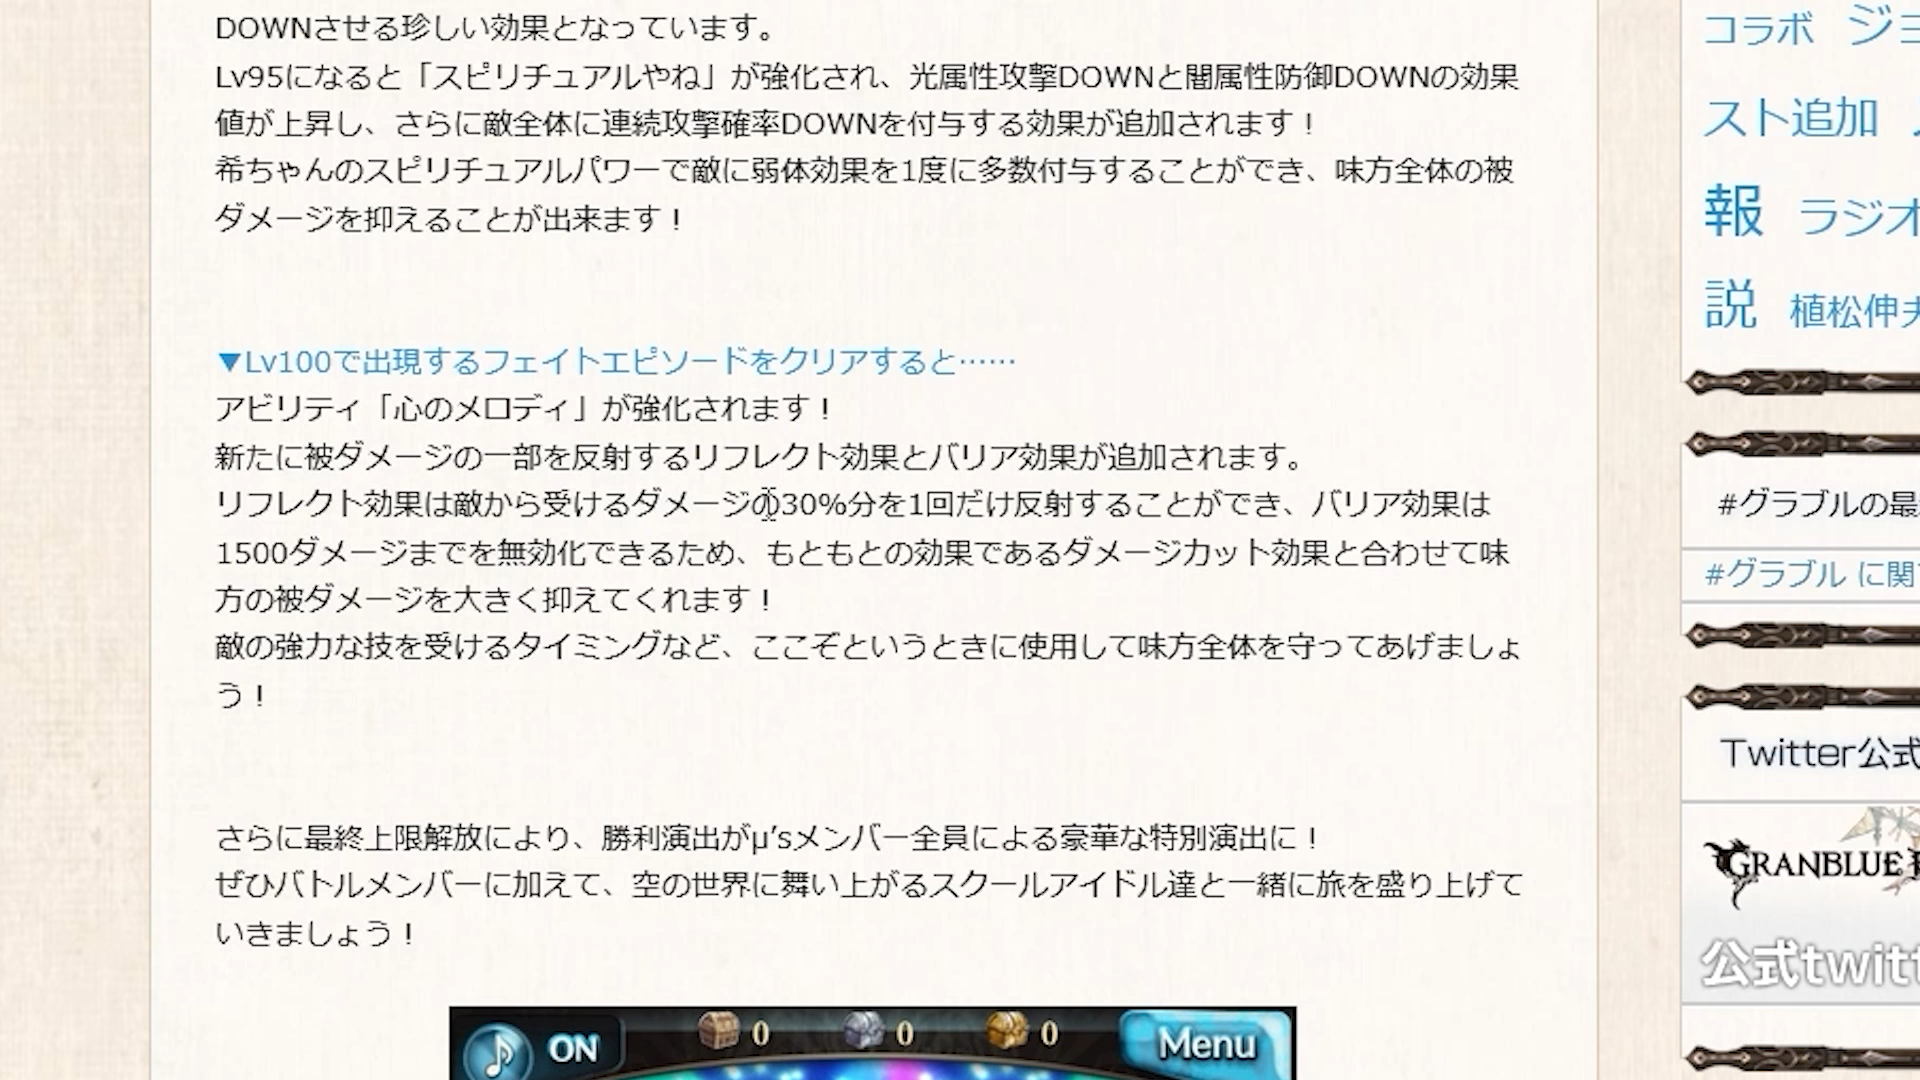 DOWNさせる珍しい効果となっています。
Lv95になると「スピリチュアルやね」が強化され、光属性攻撃DOWNと闇属性防御DOWNの効果
値が上昇し、さらに敵全体に連続攻撃確率DOWNを付与する効果が追加されます！
希ちゃんのスピリチュアルパワーで敵に弱体効果を1度に多数付与することができ、味方全体の被
ダメージを抑えることが出来ます！
▼Lv100で出現するフェイトエピソードをクリアすると……
アビリティ「心のメロディ」が強化されます！
新たに被ダメージの一部を反射するリフレクト効果とバリア効果が追加されます。
リフレクト効果は敵から受けるダメージの30%分を1回だけ反射することができ、バリア効果は
1500ダメージまでを無効化できるため、もともとの効果であるダメージカット効果と合わせて味
方の被ダメージを大きく抑えてくれます！
敵の強力な技を受けるタイミングなど、ここぞというときに使用して味方全体を守ってあげましょ
う！
さらに最終上限解放により、勝利演出がμ'sメンバー全員による豪華な特別演出に！
ぜひバトルメンバーに加えて、空の世界に舞い上がるスクールアイドル達と一緒に旅を盛り上げて
いきましょう！
ON 0 0 0 Menu
コラボ ジョ
スト追加
報 ラジオ
説 植松伸夫
#グラブルの最
#グラブル に関
Twitter公式
GRANBLUE
公式twitt